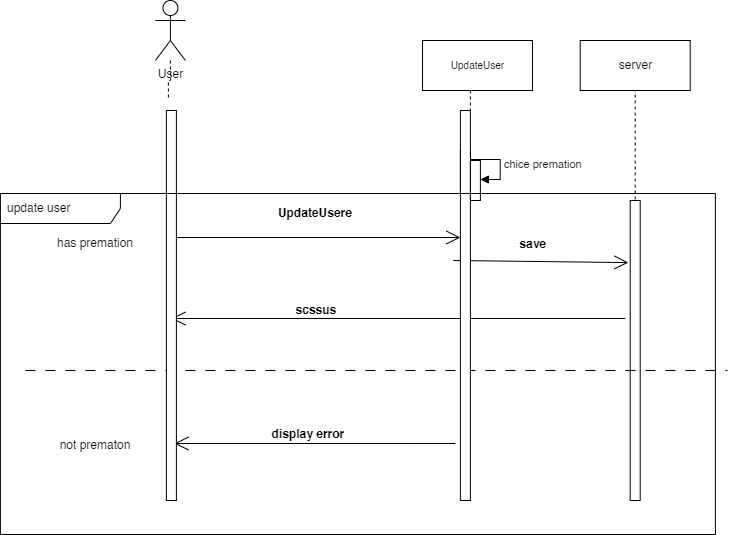 User
UpdateUser
server
chice premation
update user
UpdateUsere
has premation
save
scssus
display error
not prematon